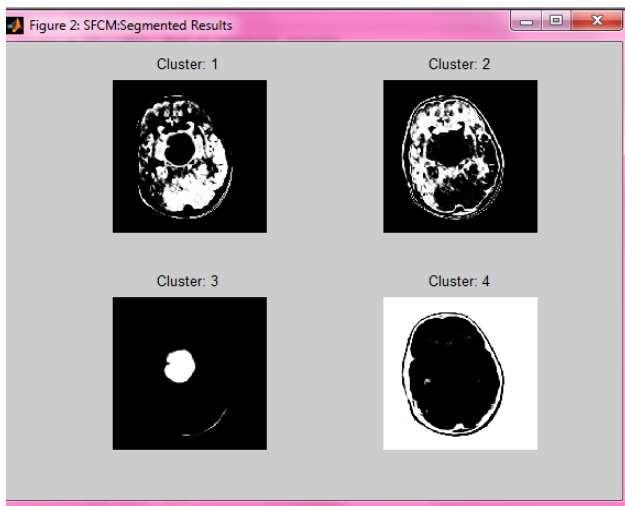 Figure 2: SFCM:Segmented Results
Cluster: 1
Cluster: 2
Cluster: 3
Cluster: 4